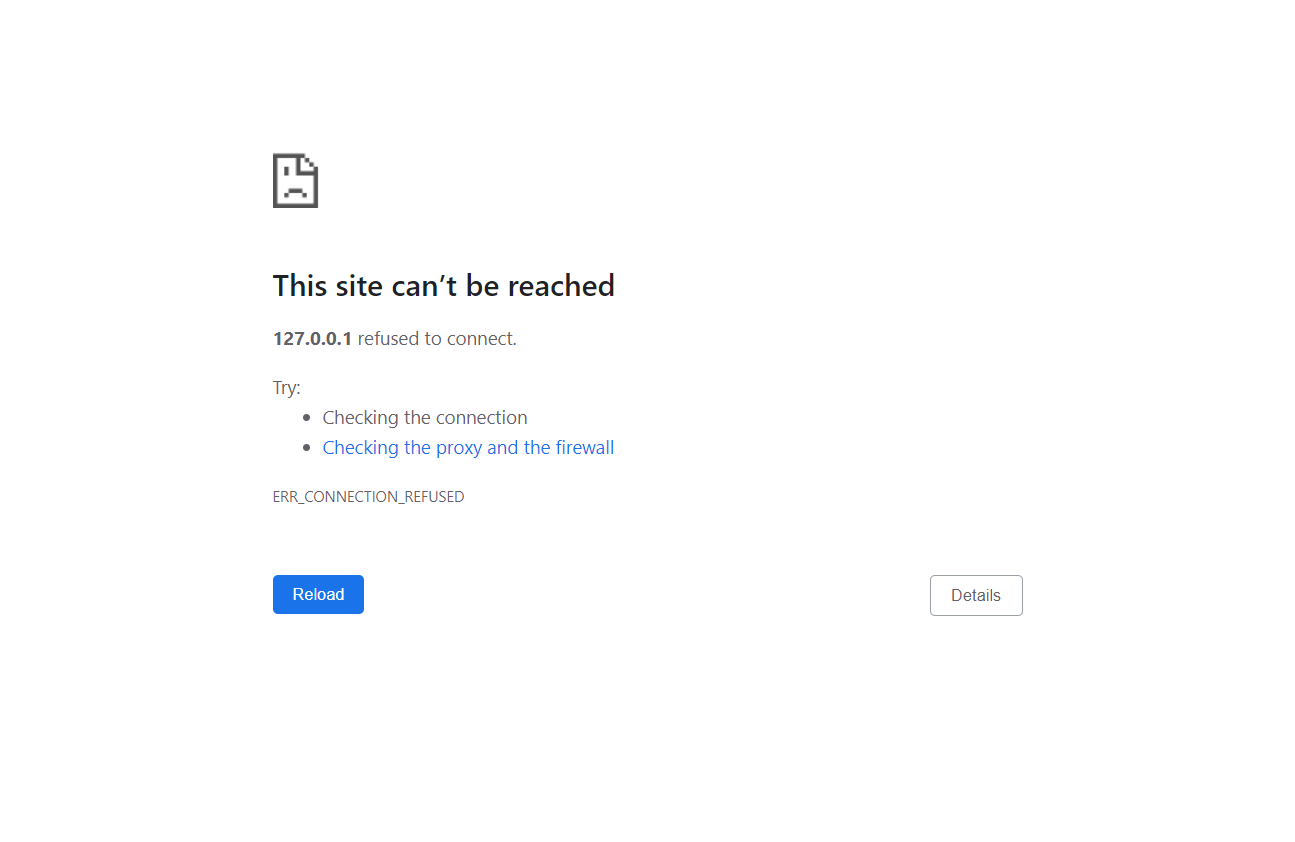 This site can’t be reached
127.0.0.1 refused to connect.
Try:
• Checking the connection
• Checking the proxy and the firewall
ERR_CONNECTION_REFUSED
Reload
Details